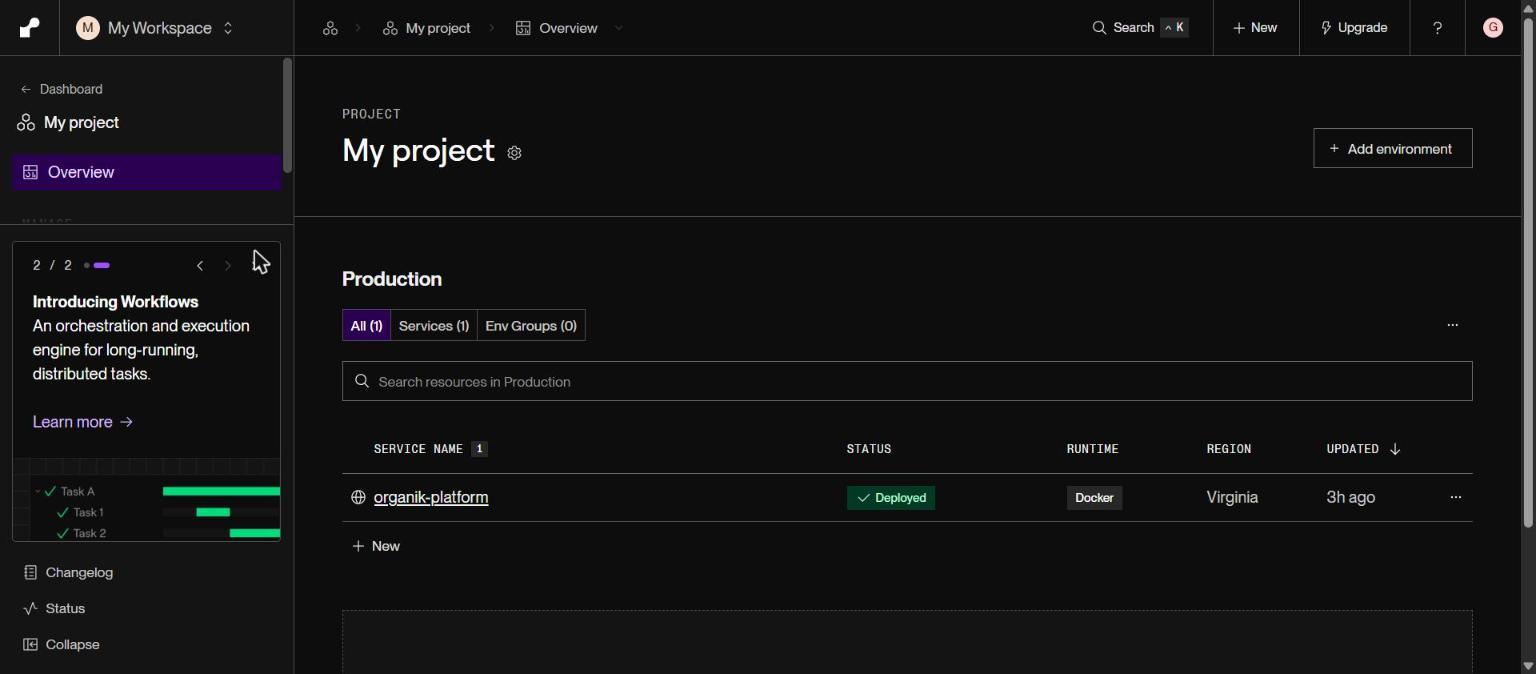 M My Workspace
My project
Overview
Search ^ K
+ New
Upgrade
?
G
← Dashboard
My project
Overview
MANAGE
2 / 2
Introducing Workflows
An orchestration and execution
engine for long-running,
distributed tasks.
Learn more →
Task A
Task 1
Task 2
Changelog
Status
Collapse
PROJECT
My project
+ Add environment
Production
All (1) Services (1) Env Groups (0)
Search resources in Production
SERVICE NAME 1 STATUS RUNTIME REGION UPDATED ↓
organik-platform Deployed Docker Virginia 3h ago
+ New